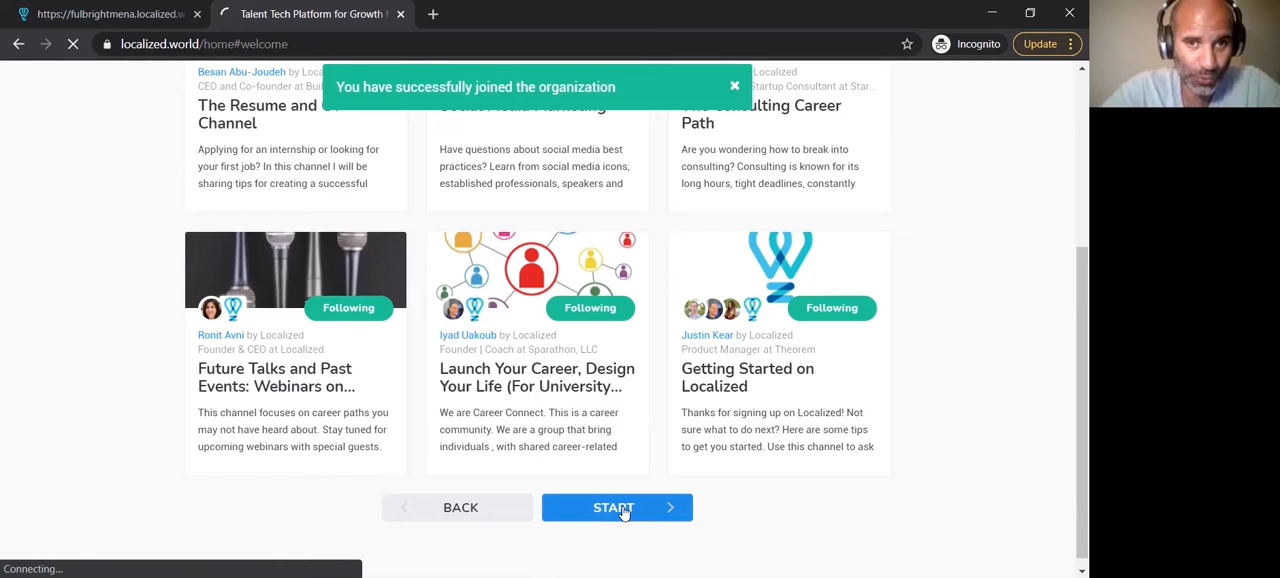 https://fulbrightmena.localized.w
Talent Tech Platform for Growth
localized.world/home#welcome
Incognito
Update
You have successfully joined the organization
Besan Abu-Joudeh by Loca
CEO and Co-founder at Buil
The Resume and
Channel
Applying for an internship or looking for
your first job? In this channel I will be
sharing tips for creating a successful
Have questions about social media best
practices? Learn from social media icons,
established professionals, speakers and
Localized
Startup Consultant at Star...
The Consulting Career
Path
Are you wondering how to break into
consulting? Consulting is known for its
long hours, tight deadlines, constantly
Following
Ronit Avni by Localized
Founder & CEO at Localized
Future Talks and Past
Events: Webinars on...
This channel focuses on career paths you
may not have heard about. Stay tuned for
upcoming webinars with special guests.
Following
Iyad Uakoub by Localized
Founder | Coach at Sparathon, LLC
Launch Your Career, Design
Your Life (For University...
We are Career Connect. This is a career
community. We are a group that bring
individuals , with shared career-related
Following
Justin Kear by Localized
Product Manager at Theorem
Getting Started on
Localized
Thanks for signing up on Localized! Not
sure what to do next? Here are some tips
to get you started. Use this channel to ask
BACK
START
Connecting...